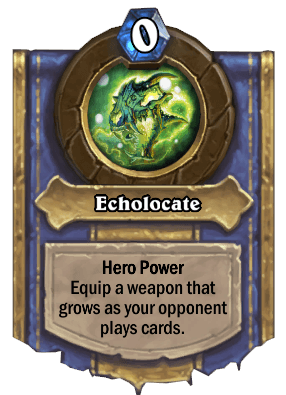 0
Echolocate
Hero Power
Equip a weapon that
grows as your opponent
plays cards.